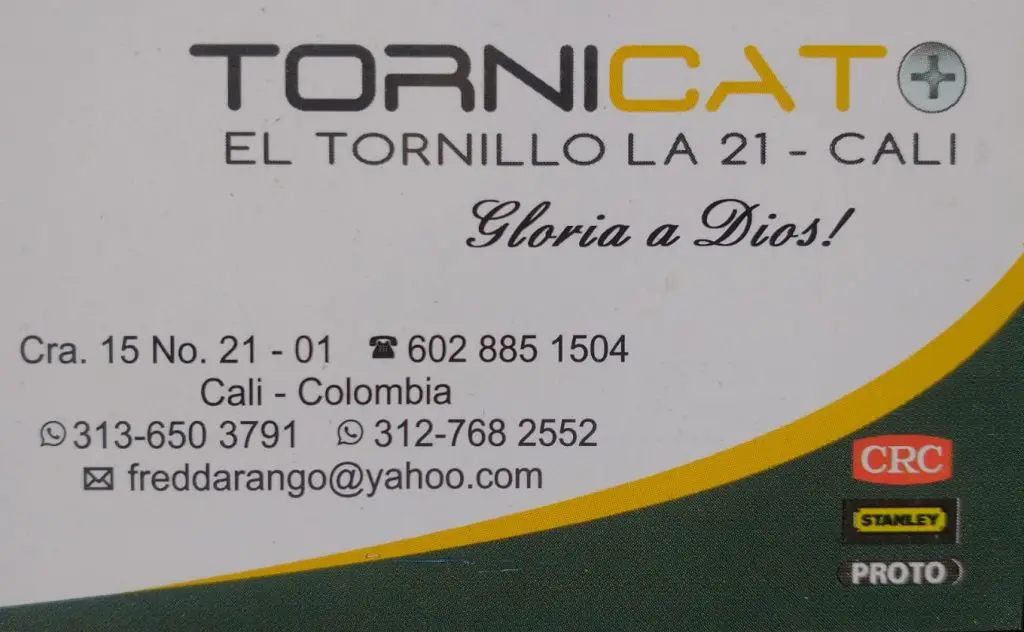 TORNICAT
EL TORNILLO LA 21 - CALI
Gloria a Dios!
Cra. 15 No. 21 - 01 602 885 1504
Cali - Colombia
313-650 3791 312-768 2552
freddarango@yahoo.com
CRC
STANLEY
PROTO